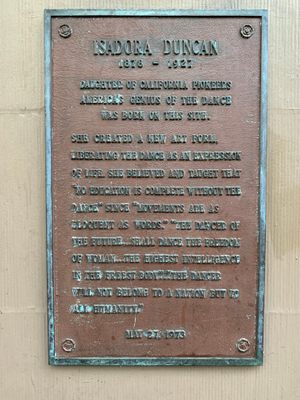 ISADORA DUNCAN
1878 – 1927
DAUGHTER OF CALIFORNIA PIONEERS
AMERICA'S GENIUS OF THE DANCE
WAS BORN ON THIS SITE.
SHE CREATED A NEW ART FORM,
LIBERATING THE DANCE AS AN EXPRESSION
OF LIFE. SHE BELIEVED AND TAUGHT THAT
"NO EDUCATION IS COMPLETE WITHOUT THE
DANCE," SINCE "MOVEMENTS ARE AS
ELOQUENT AS WORDS." "THE DANCER OF
THE FUTURE...SHALL DANCE THE FREEDOM
OF WOMAN...THE HIGHEST INTELLIGENCE
IN THE FREEST BODY...THE DANCER
WILL NOT BELONG TO A NATION BUT TO
ALL HUMANITY."
MAY 27, 1973